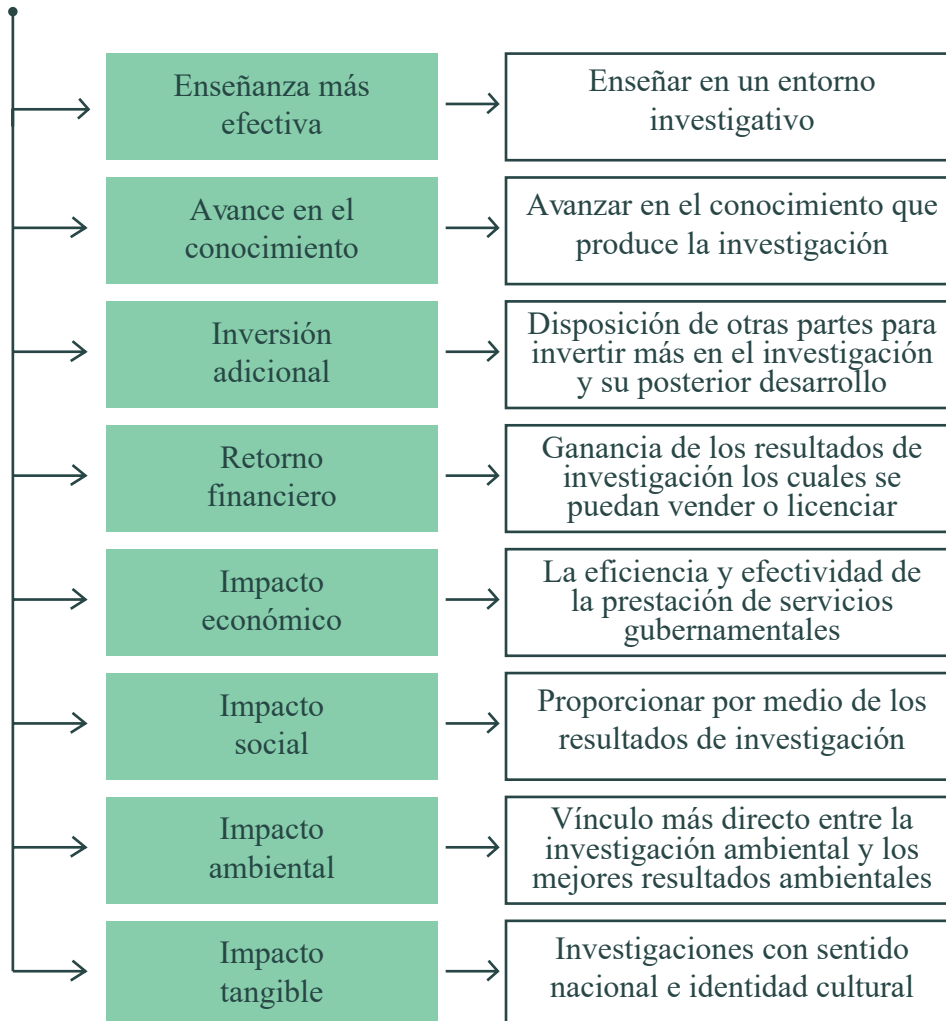 Enseñanza más
efectiva
Enseñar en un entorno
investigativo
Avance en el
conocimiento
Avanzar en el conocimiento que
produce la investigación
Inversión
adicional
Disposición de otras partes para
invertir más en el investigación
y su posterior desarrollo
Retorno
financiero
Ganancia de los resultados de
investigación los cuales se
puedan vender o licenciar
Impacto
económico
La eficiencia y efectividad de
la prestación de servicios
gubernamentales
Impacto
social
Proporcionar por medio de los
resultados de investigación
Impacto
ambiental
Vínculo más directo entre la
investigación ambiental y los
mejores resultados ambientales
Impacto
tangible
Investigaciones con sentido
nacional e identidad cultural